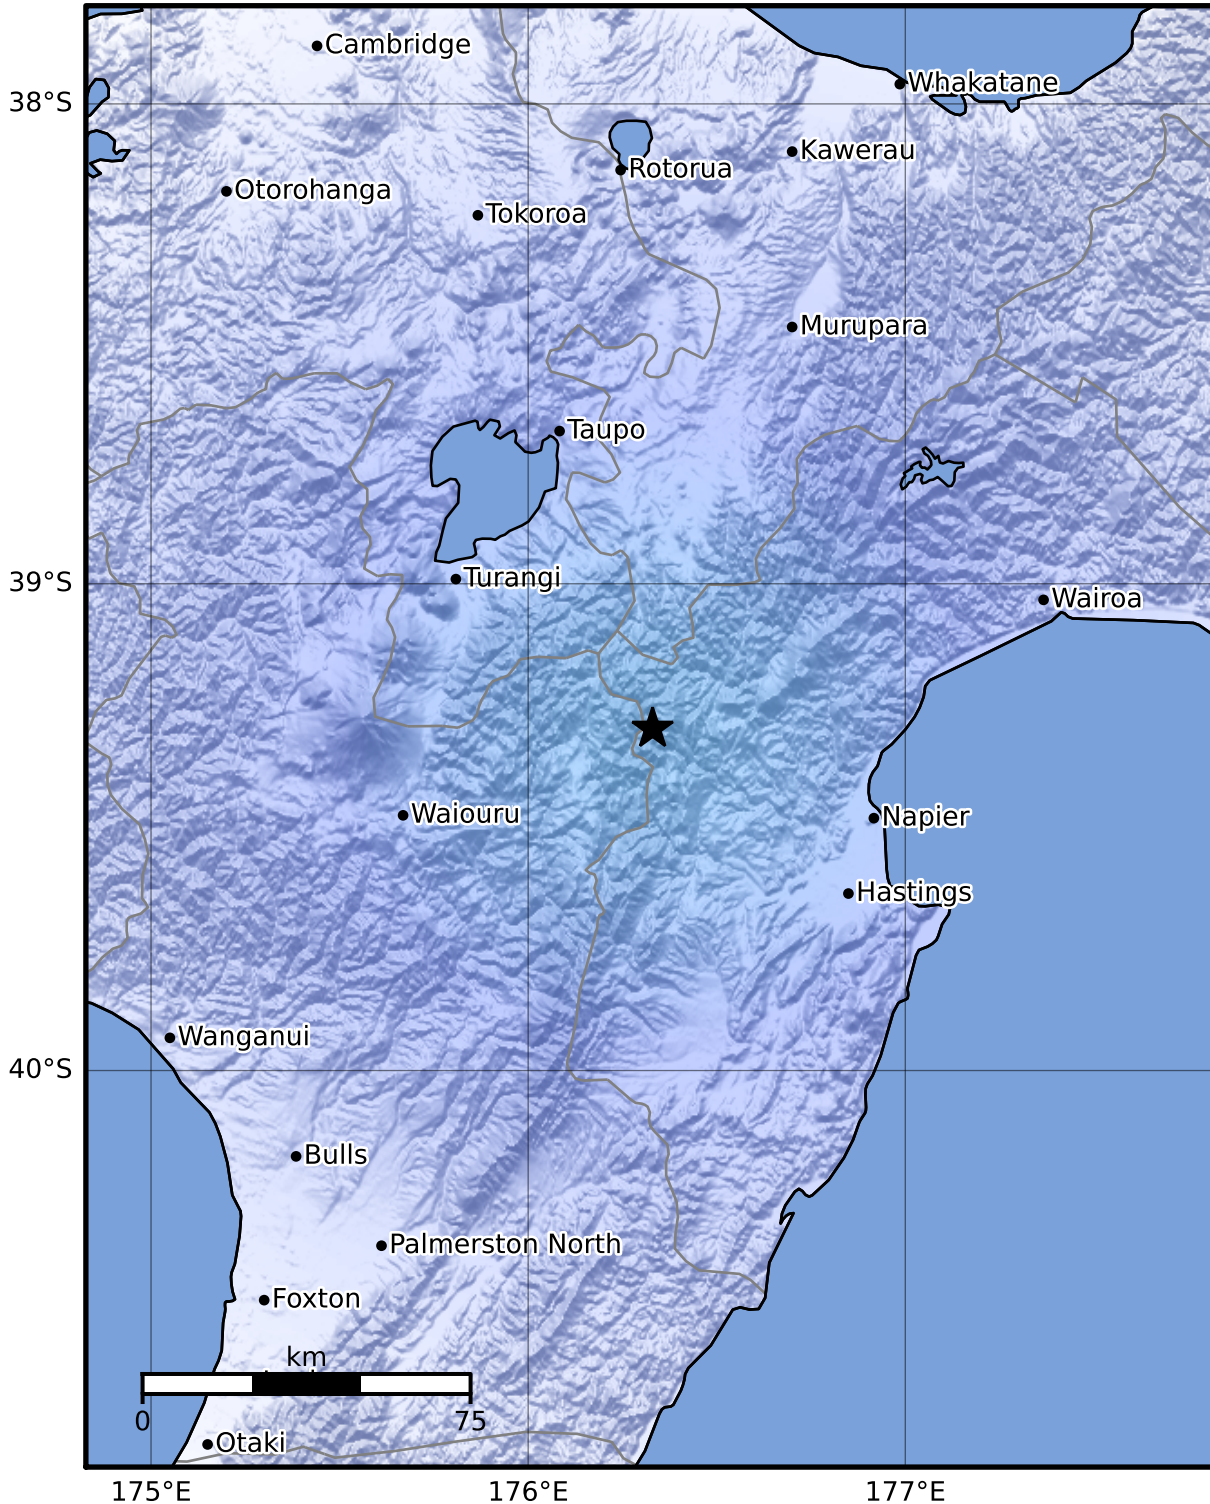 Cambridge
Whakatane
38°S
Kawerau
Rotorua
Otorohanga
Tokoroa
Murupara
Taupo
39°S
Turangi
Wairoa
Waiouru
Napier
Hastings
Wanganui
40°S
Bulls
Palmerston North
Foxton
km
0
75
Otaki
175°E
176°E
177°E